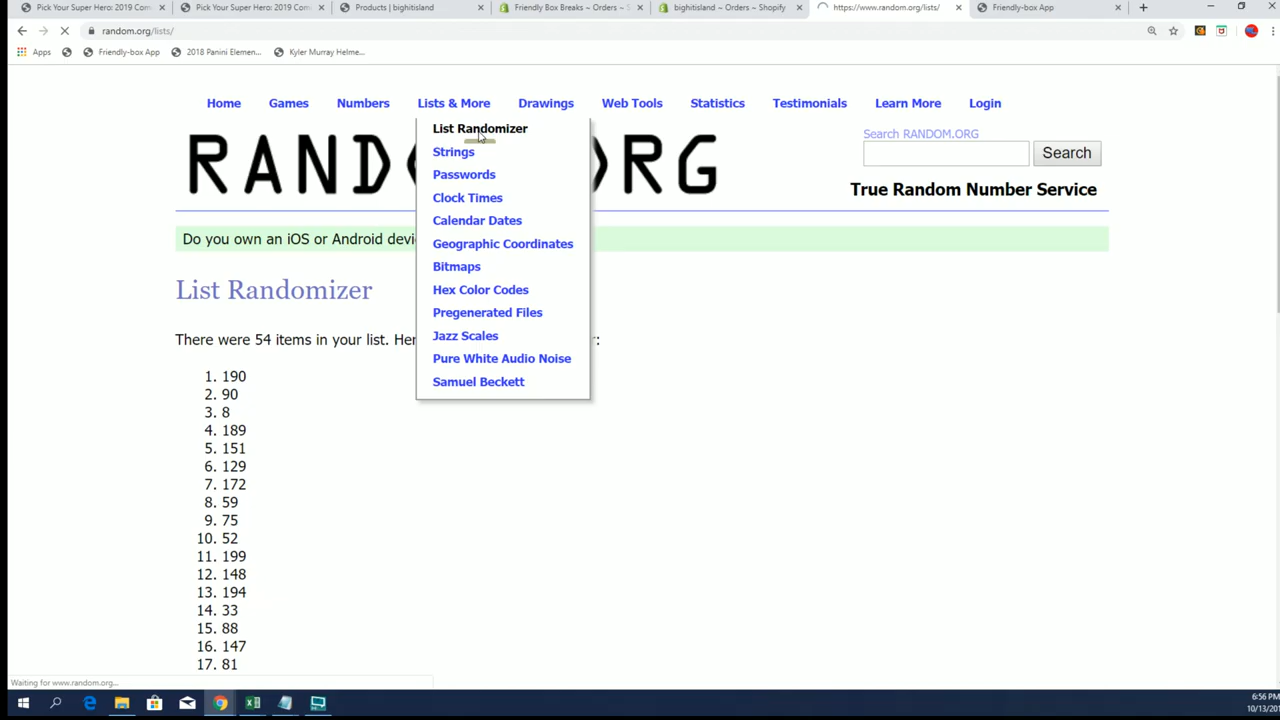 Pick Your Super Hero: 2019 Com
Pick Your Super Hero: 2019 Com
Products | bighitisland
Friendly Box Breaks ~ Orders ~ S
bighitisland ~ Orders ~ Shopify
https://www.random.org/lists/
Friendly-box App
random.org/lists/
Apps
Friendly-box App
2018 Panini Elemen...
Kyler Murray Helme...
Home
Games
Numbers
Lists & More
Drawings
Web Tools
Statistics
Testimonials
Learn More
Login
List Randomizer
Strings
Passwords
Clock Times
Calendar Dates
Geographic Coordinates
Bitmaps
Hex Color Codes
Pregenerated Files
Jazz Scales
Pure White Audio Noise
Samuel Beckett
RAND RG
Search RANDOM.ORG
Search
True Random Number Service
Do you own an iOS or Android devi
List Randomizer
There were 54 items in your list. Her :
1. 190
2. 90
3. 8
4. 189
5. 151
6. 129
7. 172
8. 59
9. 75
10. 52
11. 199
12. 148
13. 194
14. 33
15. 88
16. 147
17. 81
Waiting for www.random.org...
6:56 PM
10/13/201